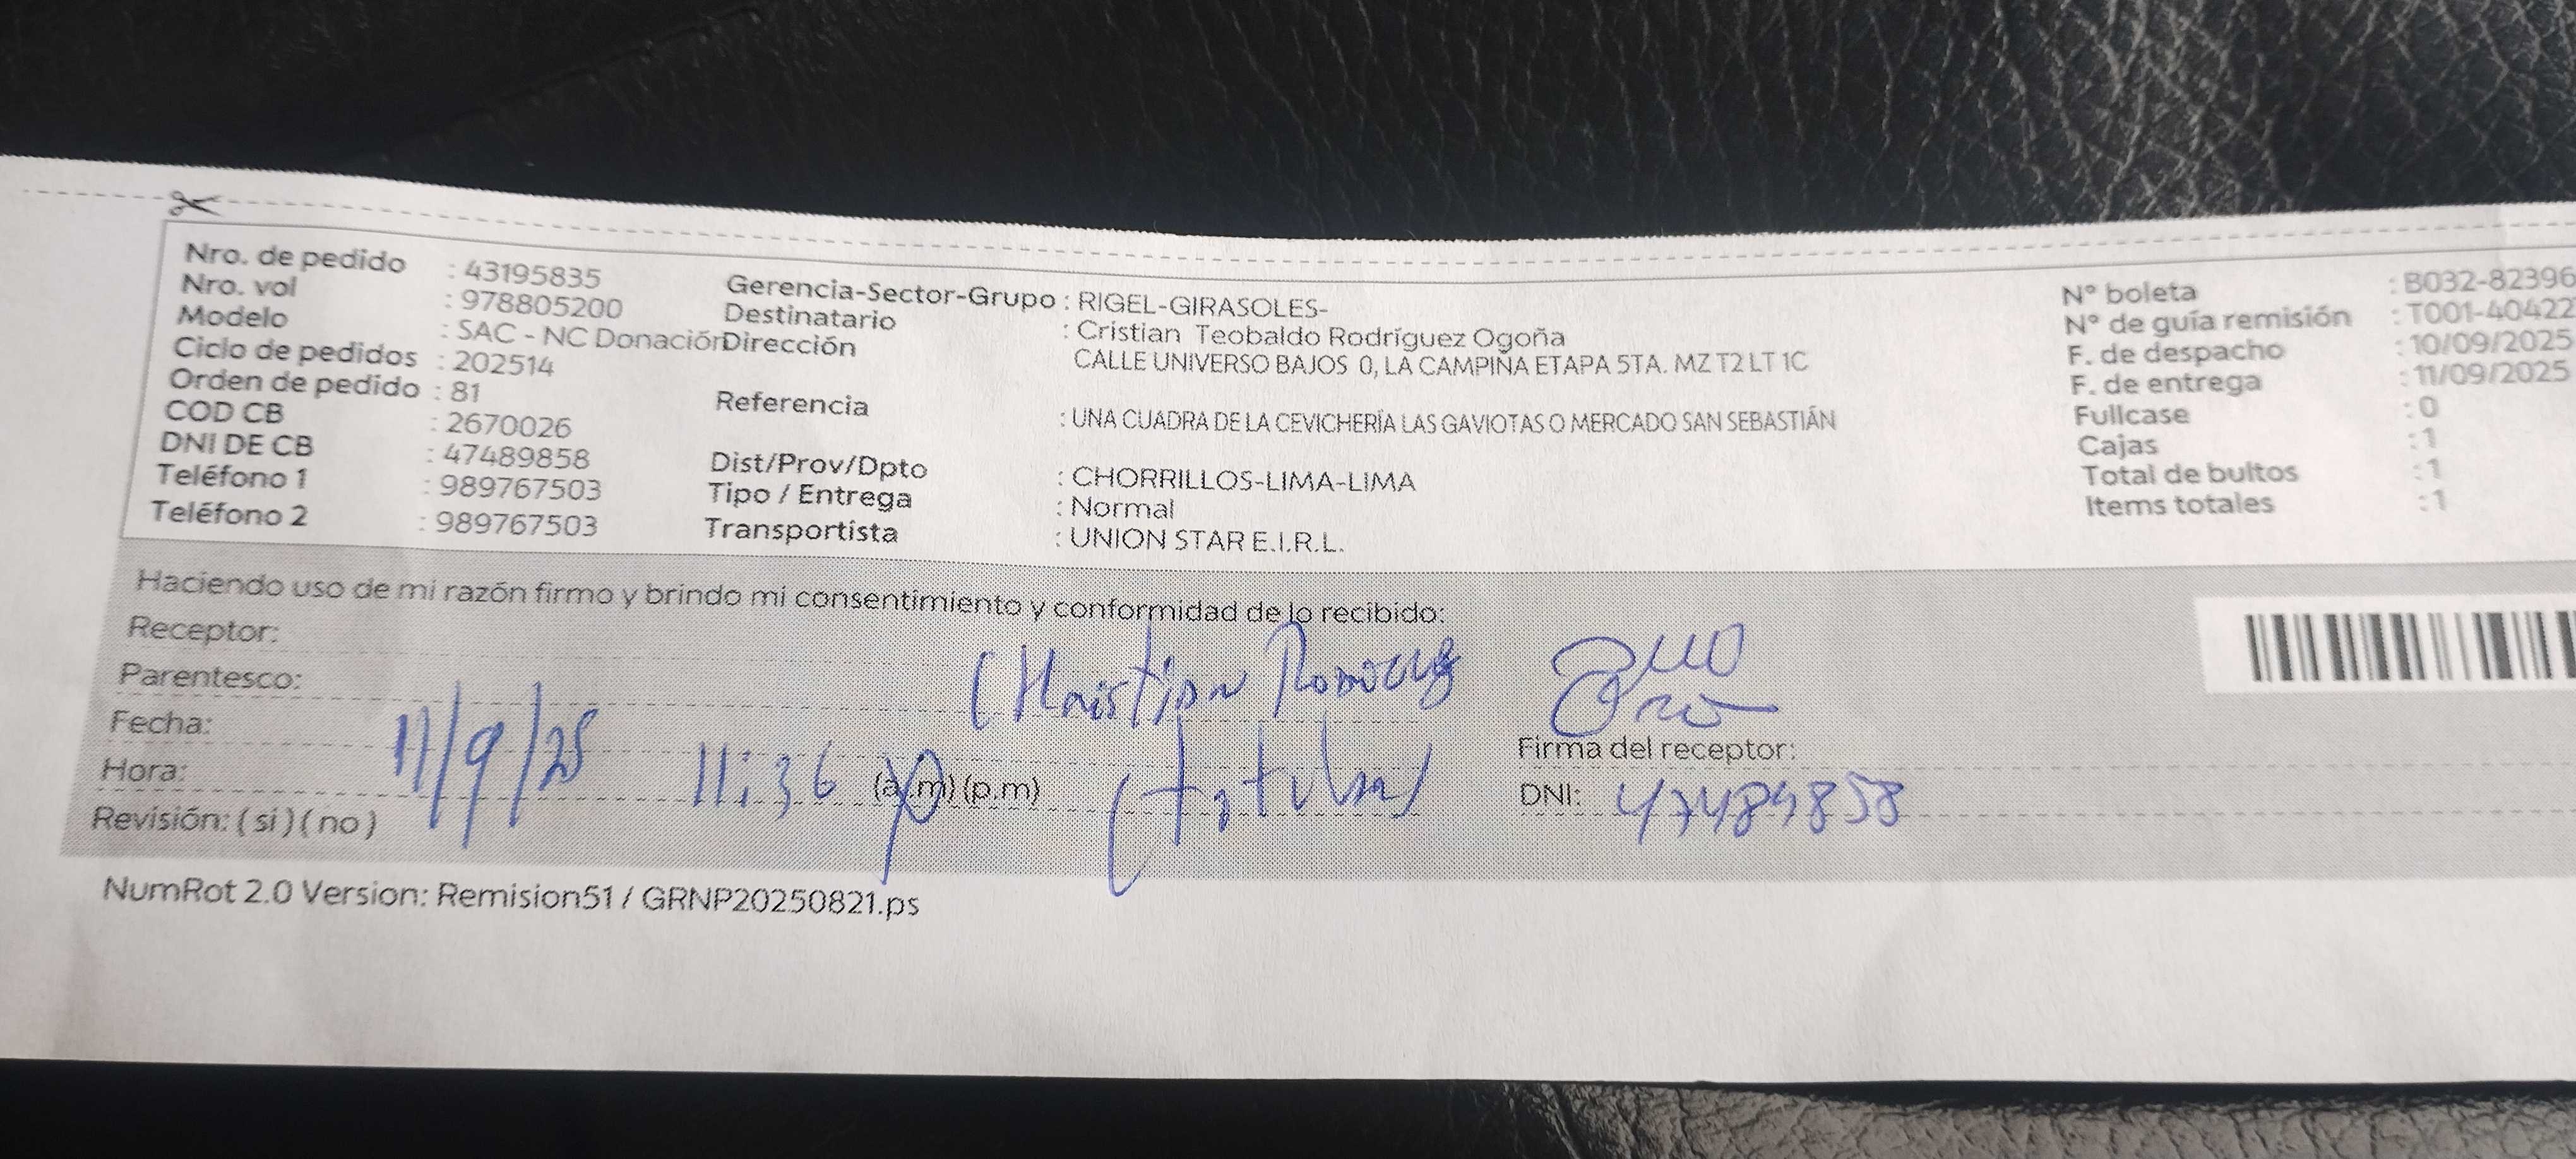 Nro. de pedido : 43195835
Nro. vol : 978805200
Modelo : SAC - NC Donación
Ciclo de pedidos : 202514
Orden de pedido : 81
COD CB : 2670026
DNI DE CB : 47489858
Teléfono 1 : 989767503
Teléfono 2 : 989767503
Gerencia-Sector-Grupo : RIGEL-GIRASOLES-
Destinatario : Cristian Teobaldo Rodríguez Ogoña
Dirección CALLE UNIVERSO BAJOS 0, LA CAMPIÑA ETAPA 5TA. MZ T2 LT 1C
Referencia : UNA CUADRA DE LA CEVICHERÍA LAS GAVIOTAS O MERCADO SAN SEBASTIÁN
Dist/Prov/Dpto : CHORRILLOS-LIMA-LIMA
Tipo / Entrega : Normal
Transportista : UNION STAR E.I.R.L.
N° boleta : B032-82396
N° de guía remisión : T001-40422
F. de despacho : 10/09/2025
F. de entrega : 11/09/2025
Fullcase : 0
Cajas : 1
Total de bultos : 1
Items totales : 1
Haciendo uso de mi razón firmo y brindo mi consentimiento y conformidad de lo recibido:
Receptor: Christian
Parentesco:
Fecha: 11/9/25
Hora: 11:36 (a.m) (p.m) (titular)
Revisión: ( si ) ( no )
Firma del receptor:
DNI: 47489858
NumRot 2.0 Version: Remision51 / GRNP20250821.ps